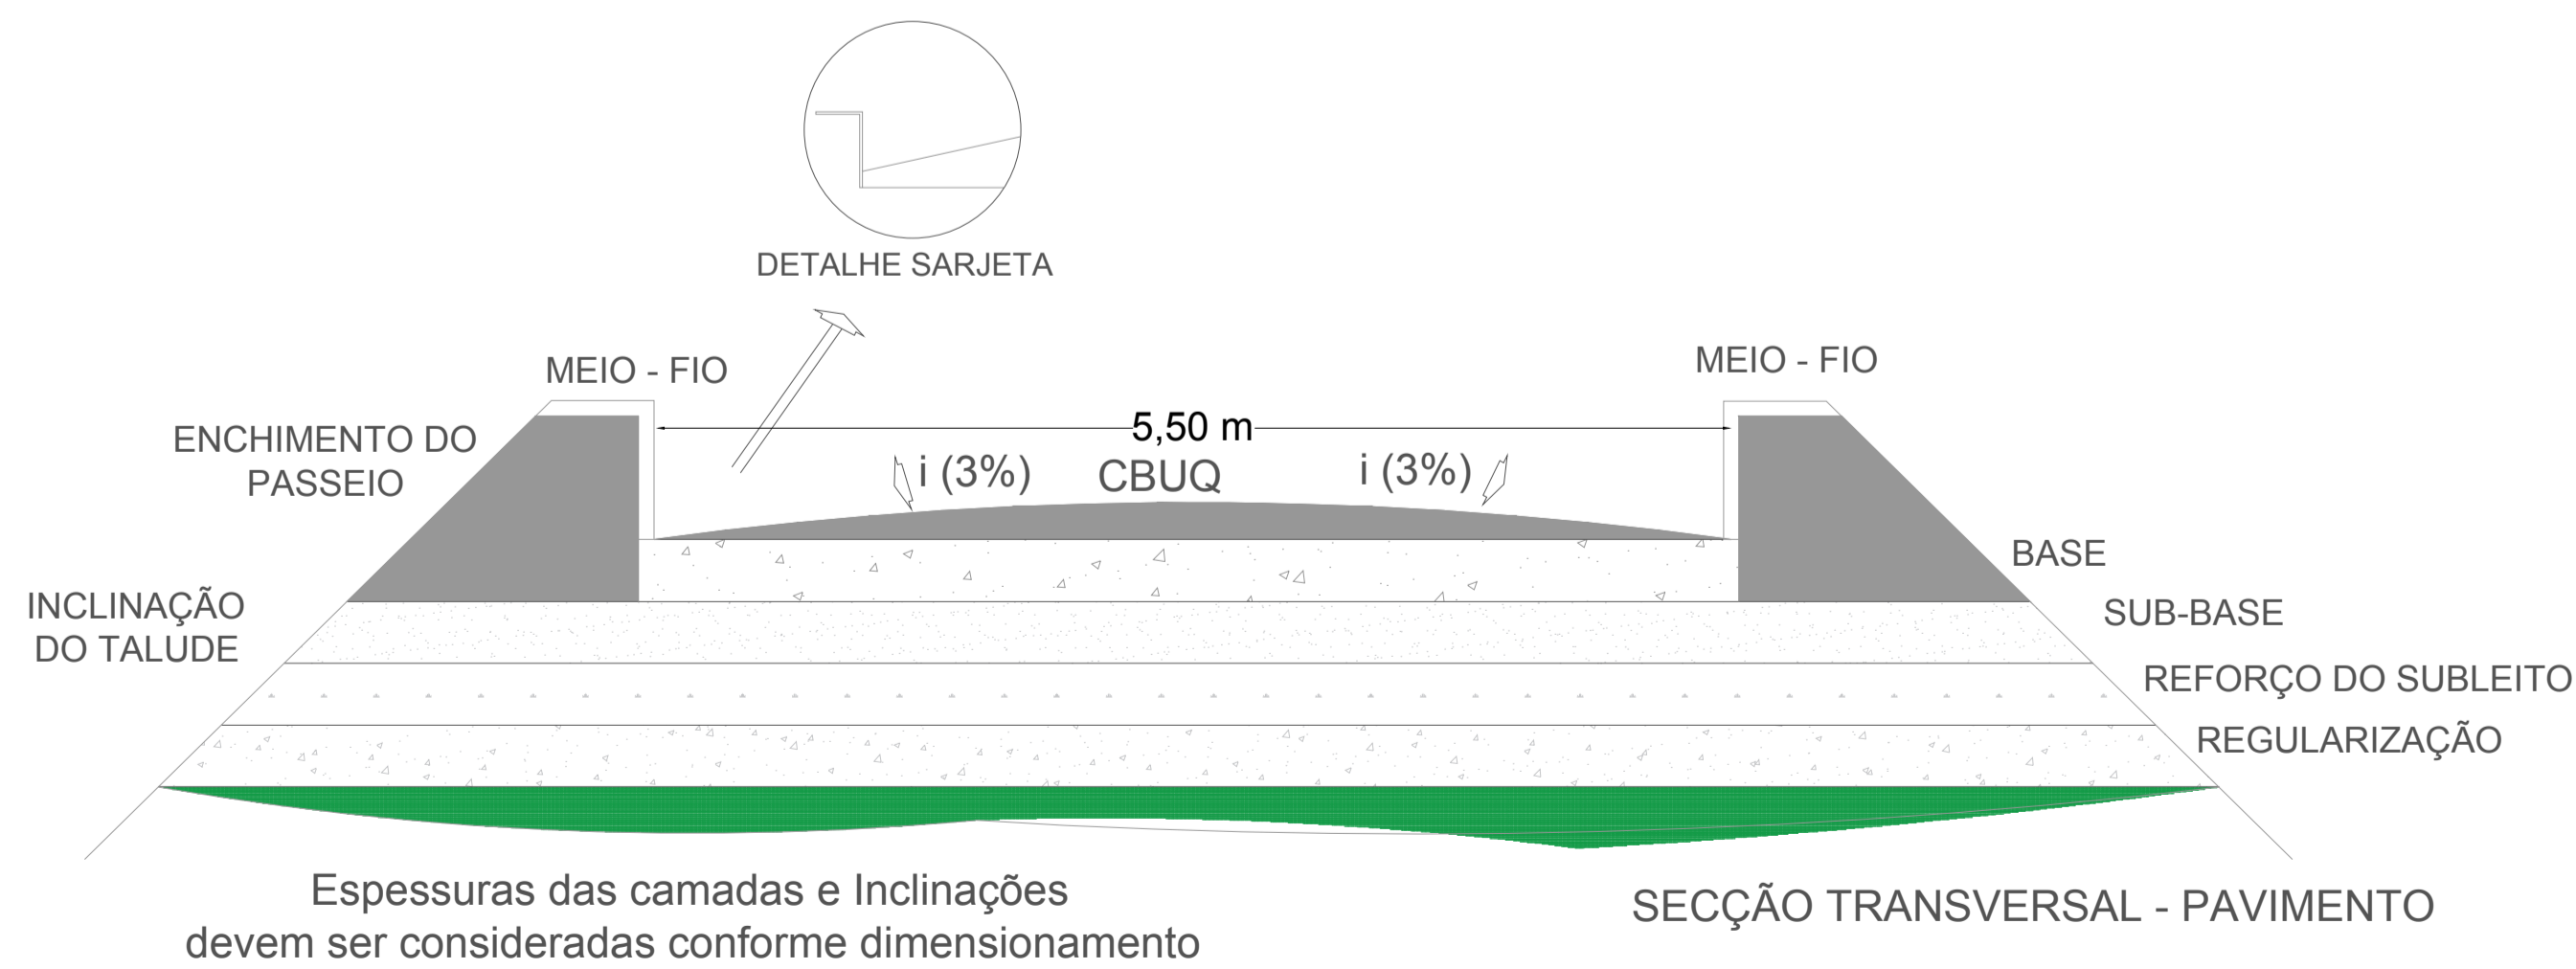 DETALHE SARJETA
MEIO - FIO
MEIO - FIO
ENCHIMENTO DO
PASSEIO
5,50 m
i (3%)
CBUQ
i (3%)
BASE
INCLINAÇÃO
DO TALUDE
SUB-BASE
REFORÇO DO SUBLEITO
REGULARIZAÇÃO
Espessuras das camadas e Inclinações
devem ser consideradas conforme dimensionamento
SECÇÃO TRANSVERSAL - PAVIMENTO